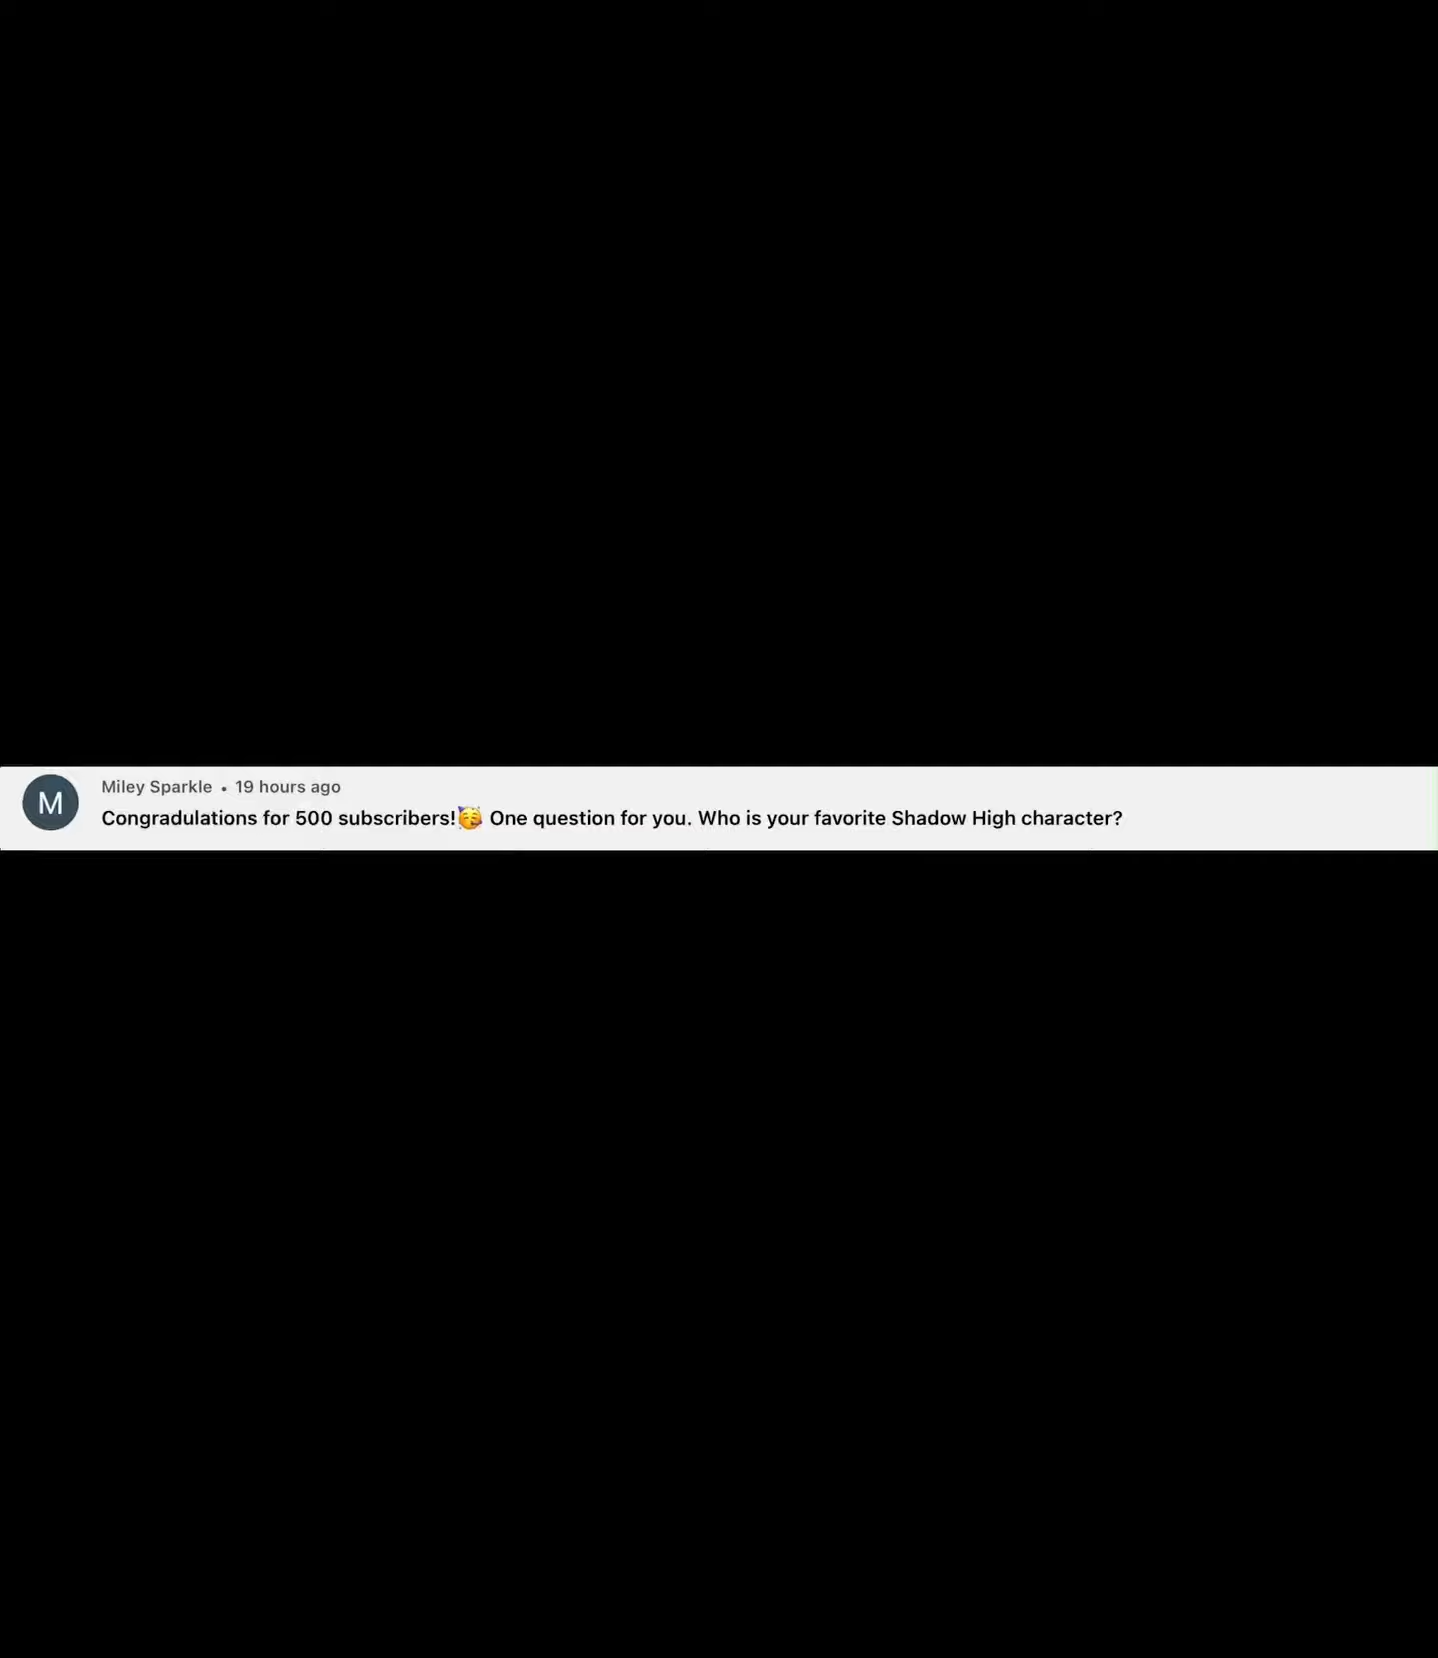 M
Miley Sparkle • 19 hours ago
Congradulations for 500 subscribers!🥳 One question for you. Who is your favorite Shadow High character?